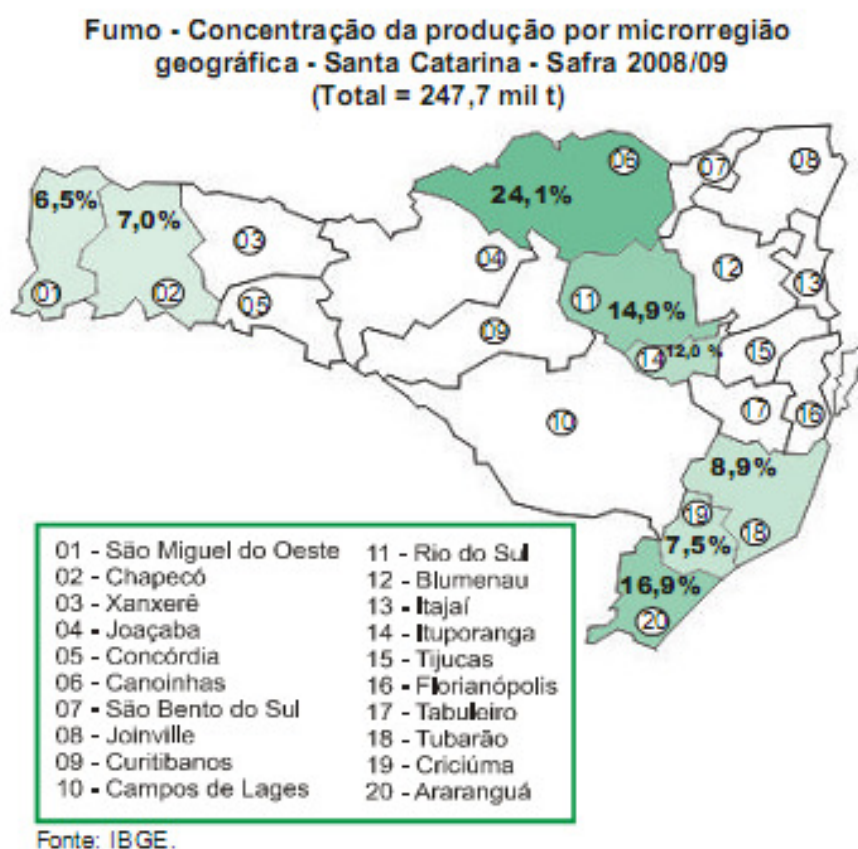 Fumo - Concentração da produção por microrregião
geográfica - Santa Catarina - Safra 2008/09
(Total = 247,7 mil t)
06
07
08
24,1%
6,5%
7,0%
03
04
12
13
01
02
05
11
14,9%
09
14
12,0 %
15
10
17
16
8,9%
19
18
7,5%
16,9%
20
01 - São Miguel do Oeste
02 - Chapecó
03 - Xanxerê
04 - Joaçaba
05 - Concórdia
06 - Canoinhas
07 - São Bento do Sul
08 - Joinville
09 - Curitibanos
10 - Campos de Lages
11 - Rio do Sul
12 - Blumenau
13 - Itajaí
14 - Ituporanga
15 - Tijucas
16 - Florianópolis
17 - Tabuleiro
18 - Tubarão
19 - Criciúma
20 - Araranguá
Fonte: IBGE.